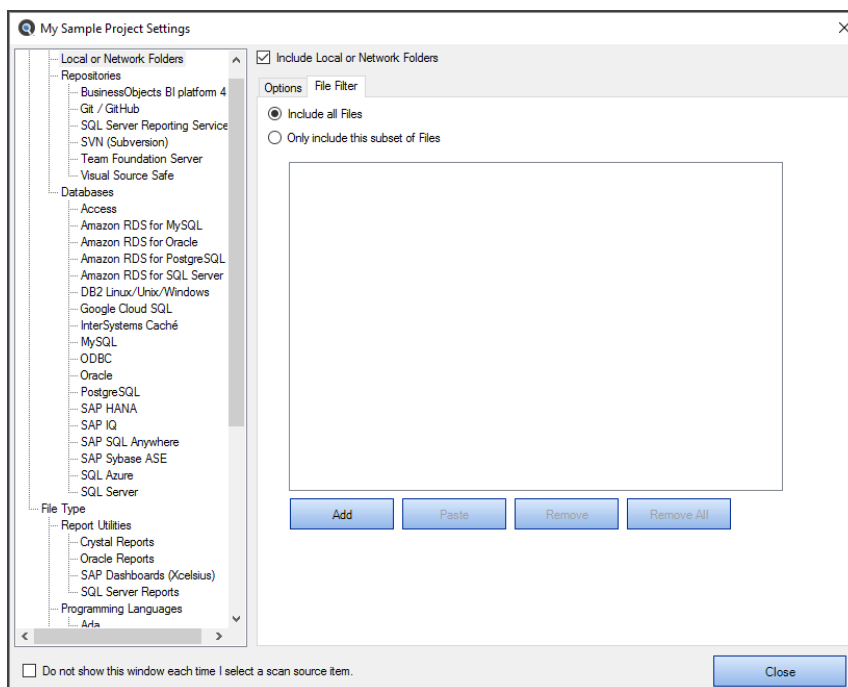 My Sample Project Settings
Local or Network Folders
Repositories
BusinessObjects BI platform 4
Git / GitHub
SQL Server Reporting Service
SVN (Subversion)
Team Foundation Server
Visual Source Safe
Databases
Access
Amazon RDS for MySQL
Amazon RDS for Oracle
Amazon RDS for PostgreSQL
Amazon RDS for SQL Server
DB2 Linux/Unix/Windows
Google Cloud SQL
InterSystems Caché
MySQL
ODBC
Oracle
PostgreSQL
SAP HANA
SAP IQ
SAP SQL Anywhere
SAP Sybase ASE
SQL Azure
SQL Server
File Type
Report Utilities
Crystal Reports
Oracle Reports
SAP Dashboards (Xcelsius)
SQL Server Reports
Programming Languages
Ada
Include Local or Network Folders
Options File Filter
Include all Files
Only include this subset of Files
Add Paste Remove Remove All
Do not show this window each time I select a scan source item.
Close